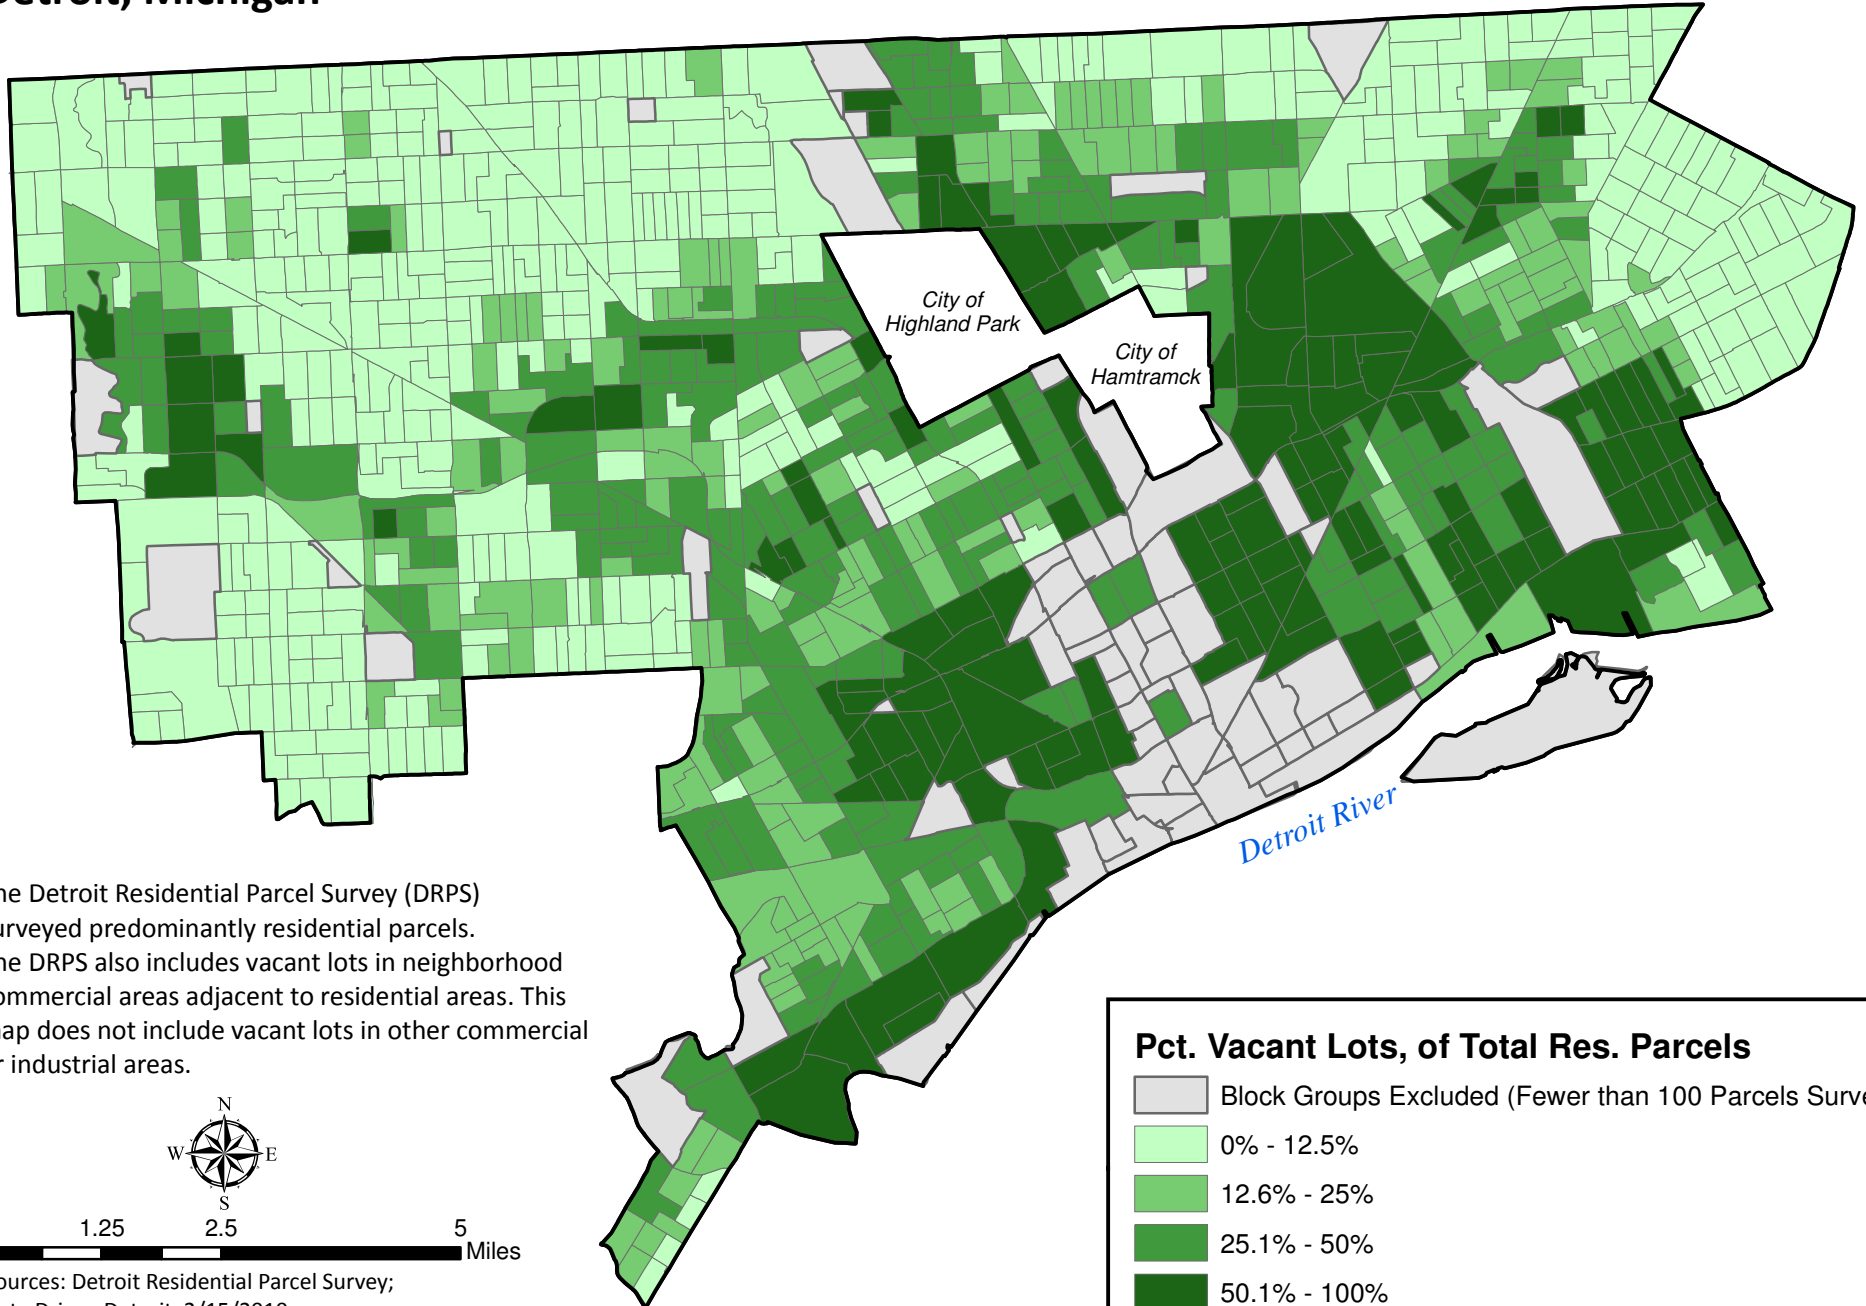 Detroit, Michigan
City of
Highland Park
City of
Hamtramck
Detroit River
he Detroit Residential Parcel Survey (DRPS)
urveyed predominantly residential parcels.
he DRPS also includes vacant lots in neighborhood
ommercial areas adjacent to residential areas. This
map does not include vacant lots in other commercial
r industrial areas.
N
W E
S
1.25 2.5 5
Miles
ources: Detroit Residential Parcel Survey;
Pct. Vacant Lots, of Total Res. Parcels
Block Groups Excluded (Fewer than 100 Parcels Surve
0% - 12.5%
12.6% - 25%
25.1% - 50%
50.1% - 100%